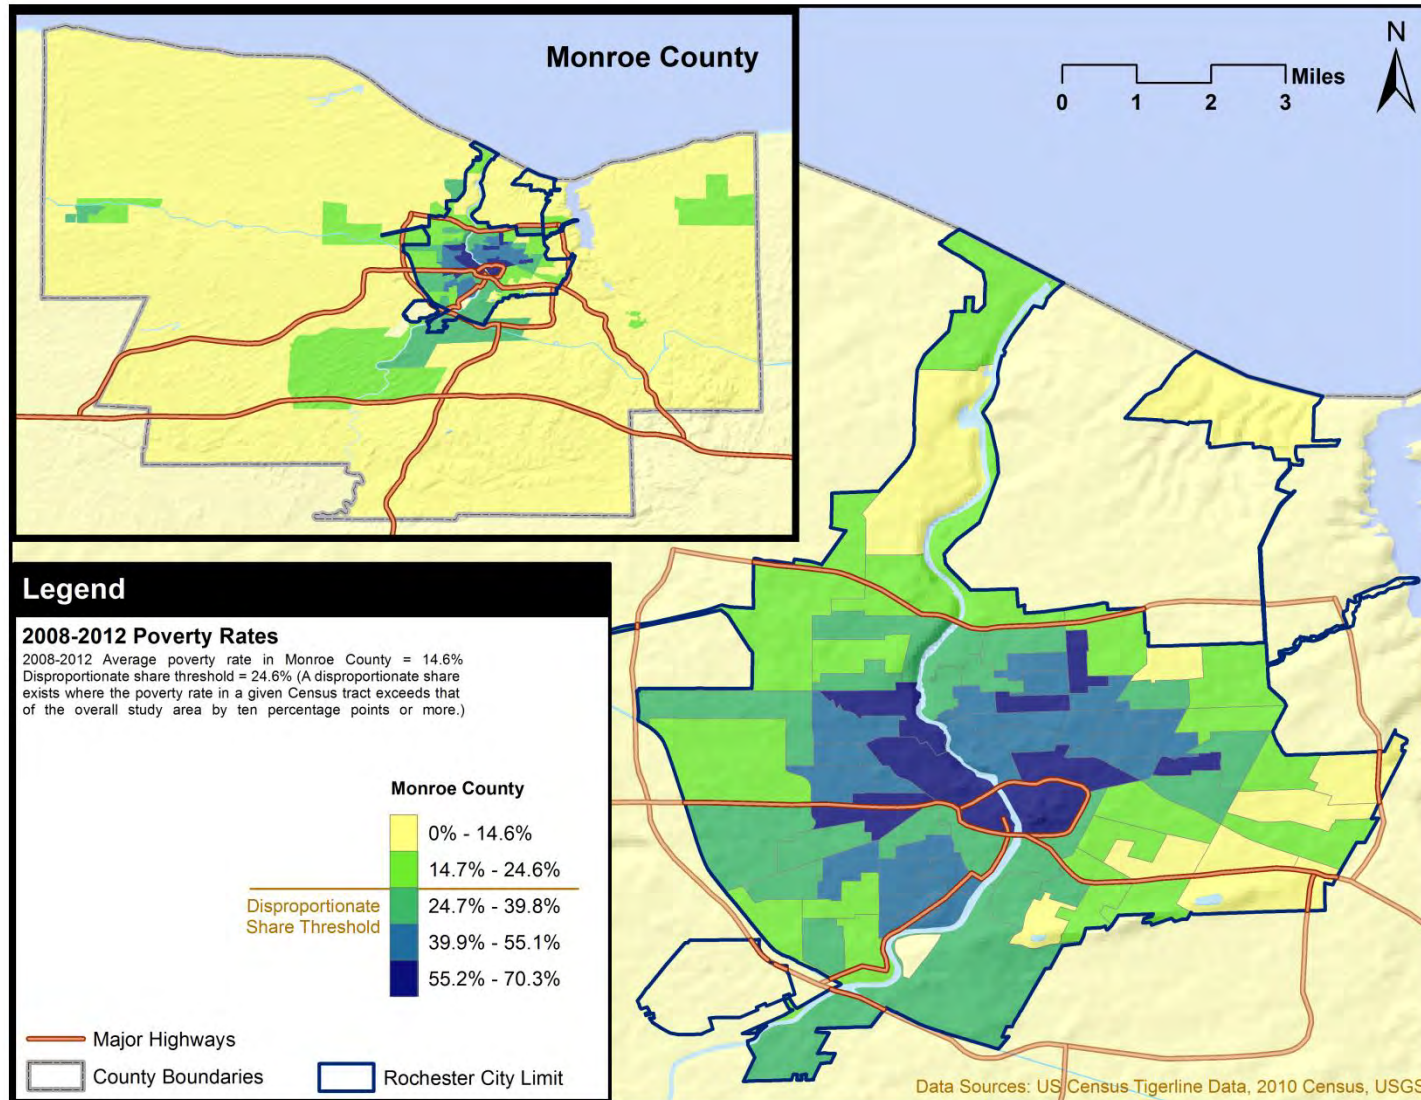 Monroe County
N
Miles
0 1 2 3
Legend
2008-2012 Poverty Rates
2008-2012 Average poverty rate in Monroe County = 14.6%
Disproportionate share threshold = 24.6% (A disproportionate share
exists where the poverty rate in a given Census tract exceeds that
of the overall study area by ten percentage points or more.)
Monroe County
0% - 14.6%
14.7% - 24.6%
Disproportionate
Share Threshold
24.7% - 39.8%
39.9% - 55.1%
55.2% - 70.3%
Major Highways
County Boundaries
Rochester City Limit
Data Sources: US Census Tigerline Data, 2010 Census, USGS